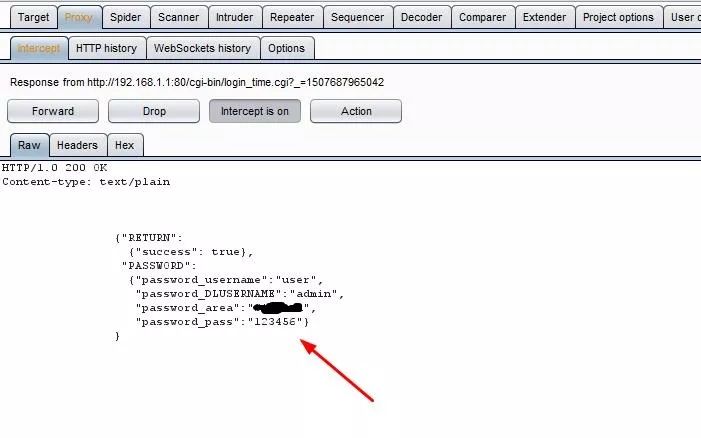 Target Proxy Spider Scanner Intruder Repeater Sequencer Decoder Comparer Extender Project options User
Intercept HTTP history WebSockets history Options
Response from http://192.168.1.1:80/cgi-bin/login_time.cgi?_=1507687965042
Forward Drop Intercept is on Action
Raw Headers Hex
HTTP/1.0 200 OK
Content-type: text/plain
{"RETURN":
{"success": true},
"PASSWORD":
{"password_username":"user",
"password_DLUSERNAME":"admin",
"password_area":"",
"password_pass":"123456"}
}